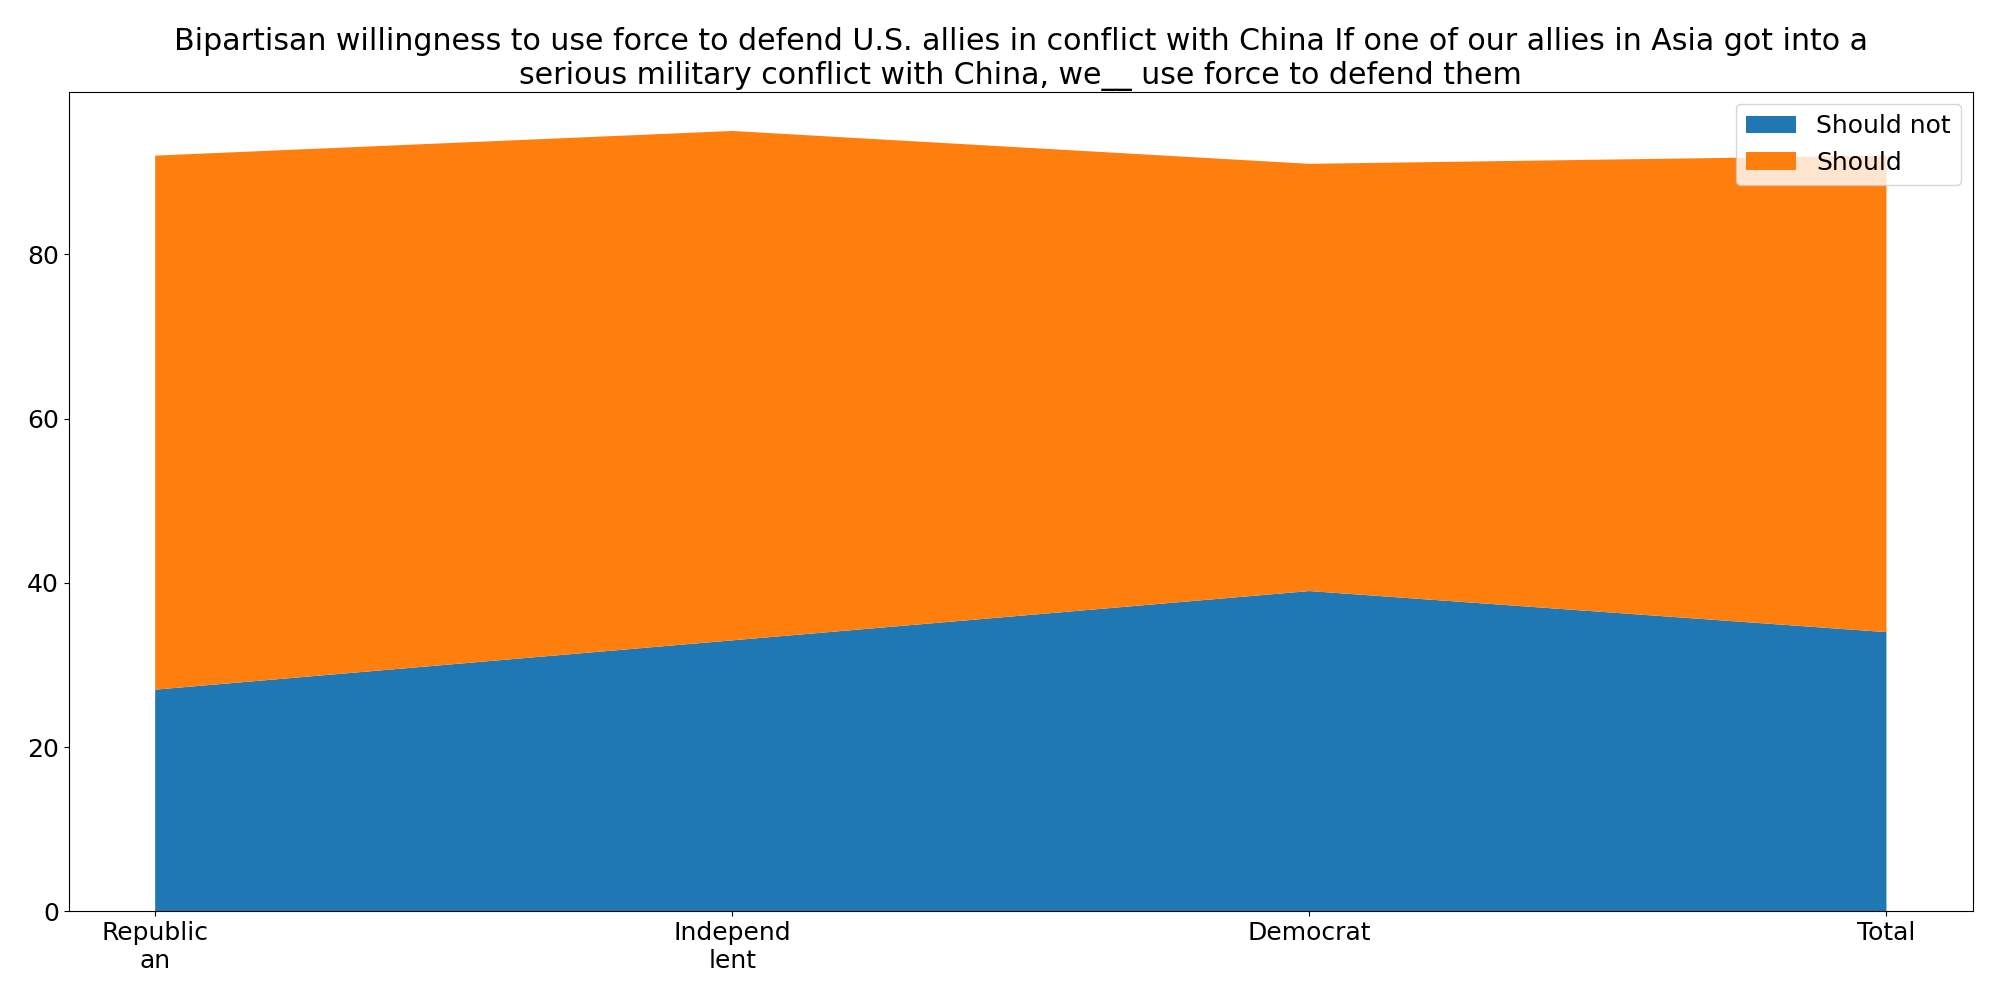 Bipartisan willingness to use force to defend U.S. allies in conflict with China If one of our allies in Asia got into a
serious military conflict with China, we__ use force to defend them
Should not
Should
80
60
40
20
0
Republic
an
Independ
lent
Democrat
Total